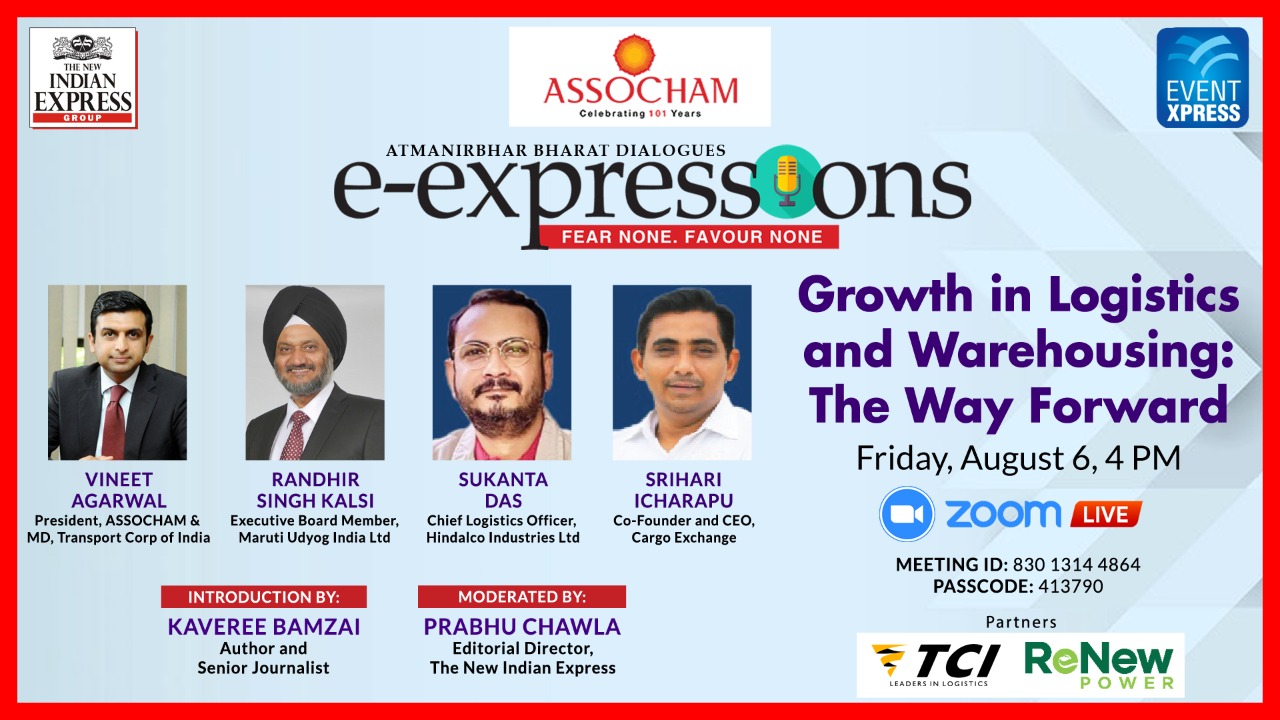 THE NEW
INDIAN
EXPRESS
GROUP
ASSOCHAM
Celebrating 101 Years
EVENT
XPRESS
ATMANIRBHAR BHARAT DIALOGUES
e-expressions
FEAR NONE. FAVOUR NONE
Growth in Logistics
and Warehousing:
The Way Forward
Friday, August 6, 4 PM
zoom LIVE
MEETING ID: 830 1314 4864
PASSCODE: 413790
VINEET
AGARWAL
President, ASSOCHAM &
MD, Transport Corp of India
RANDHIR
SINGH KALSI
Executive Board Member,
Maruti Udyog India Ltd
SUKANTA
DAS
Chief Logistics Officer,
Hindalco Industries Ltd
SRIHARI
ICHARAPU
Co-Founder and CEO,
Cargo Exchange
INTRODUCTION BY:
KAVEREE BAMZAI
Author and
Senior Journalist
MODERATED BY:
PRABHU CHAWLA
Editorial Director,
The New Indian Express
Partners
TCI
LEADERS IN LOGISTICS
ReNew
POWER